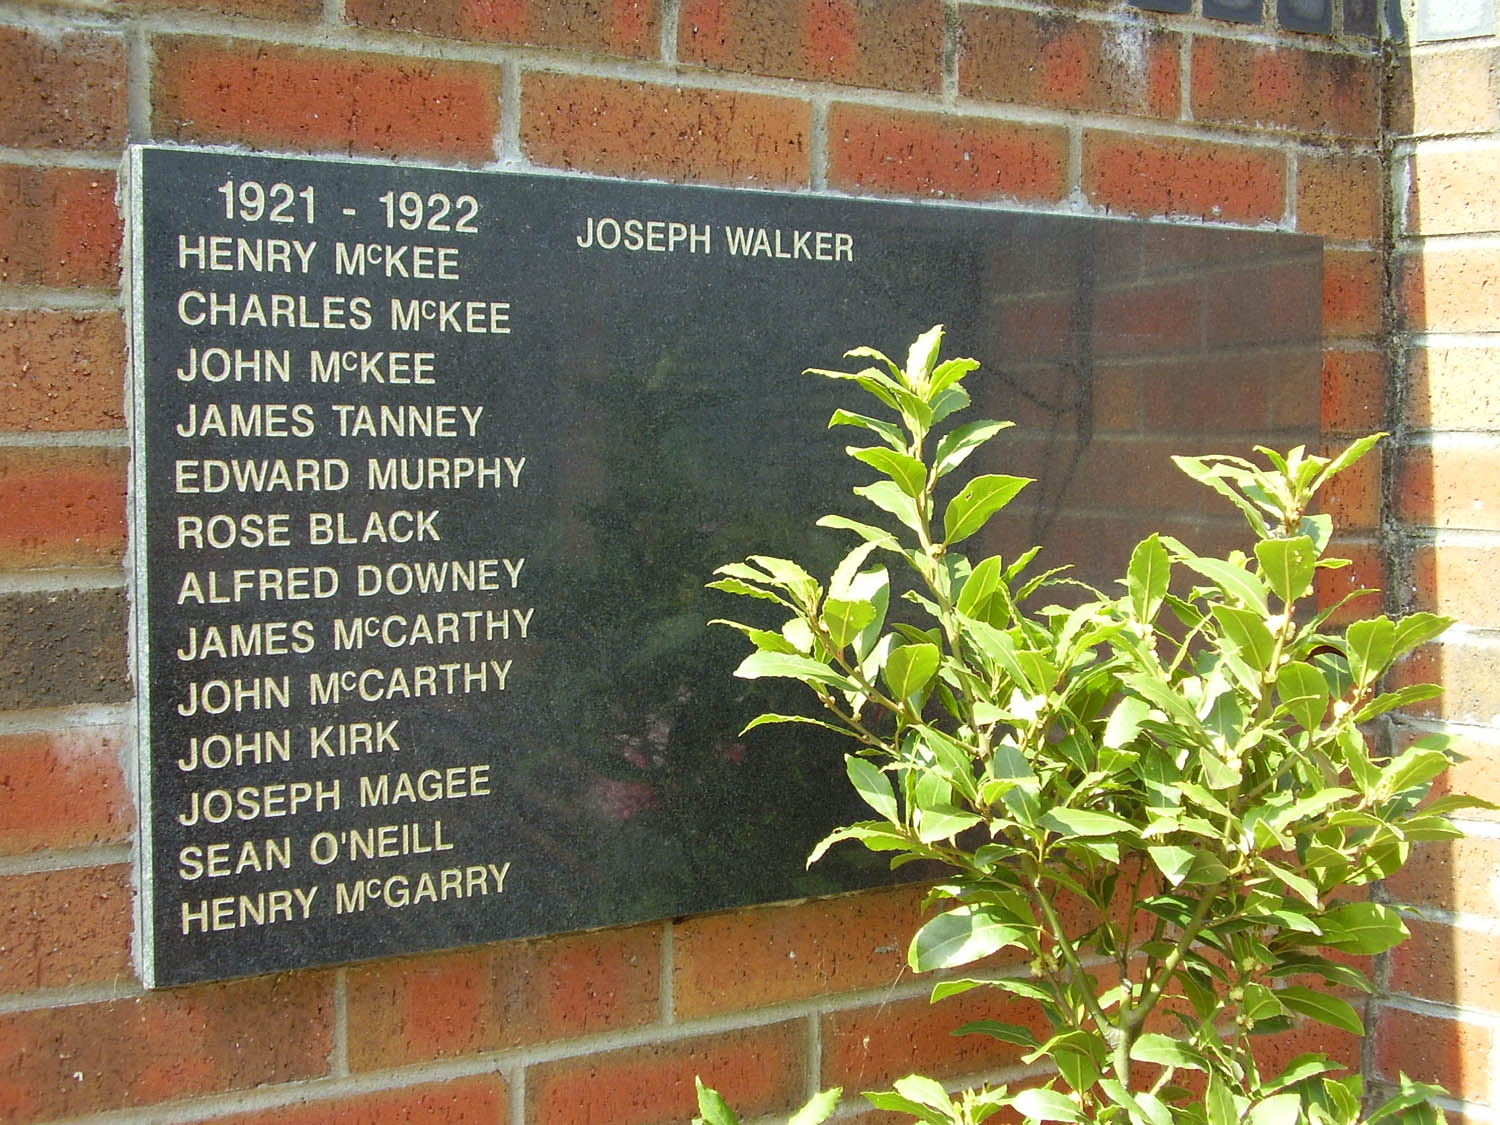 1921 - 1922
HENRY McKEE
CHARLES McKEE
JOHN McKEE
JAMES TANNEY
EDWARD MURPHY
ROSE BLACK
ALFRED DOWNEY
JAMES McCARTHY
JOHN McCARTHY
JOHN KIRK
JOSEPH MAGEE
SEAN O'NEILL
HENRY McGARRY
JOSEPH WALKER